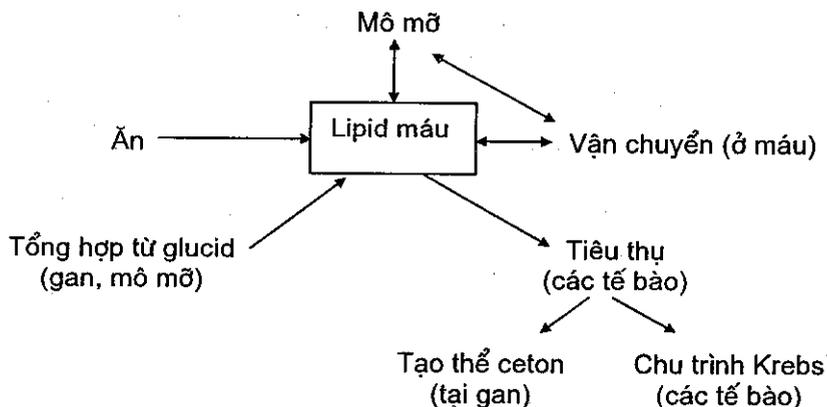 Mô mỡ
Ăn
Lipid máu
Vận chuyển (ở máu)
Tổng hợp từ glucid
(gan, mô mỡ)
Tiêu thụ
(các tế bào)
Tạo thể ceton
(tại gan)
Chu trình Krebs
(các tế bào)